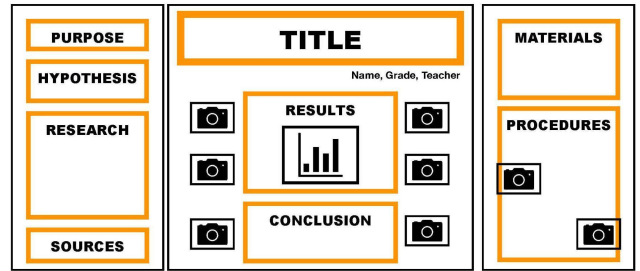 PURPOSE
HYPOTHESIS
RESEARCH
SOURCES
TITLE
Name, Grade, Teacher
RESULTS
CONCLUSION
MATERIALS
PROCEDURES